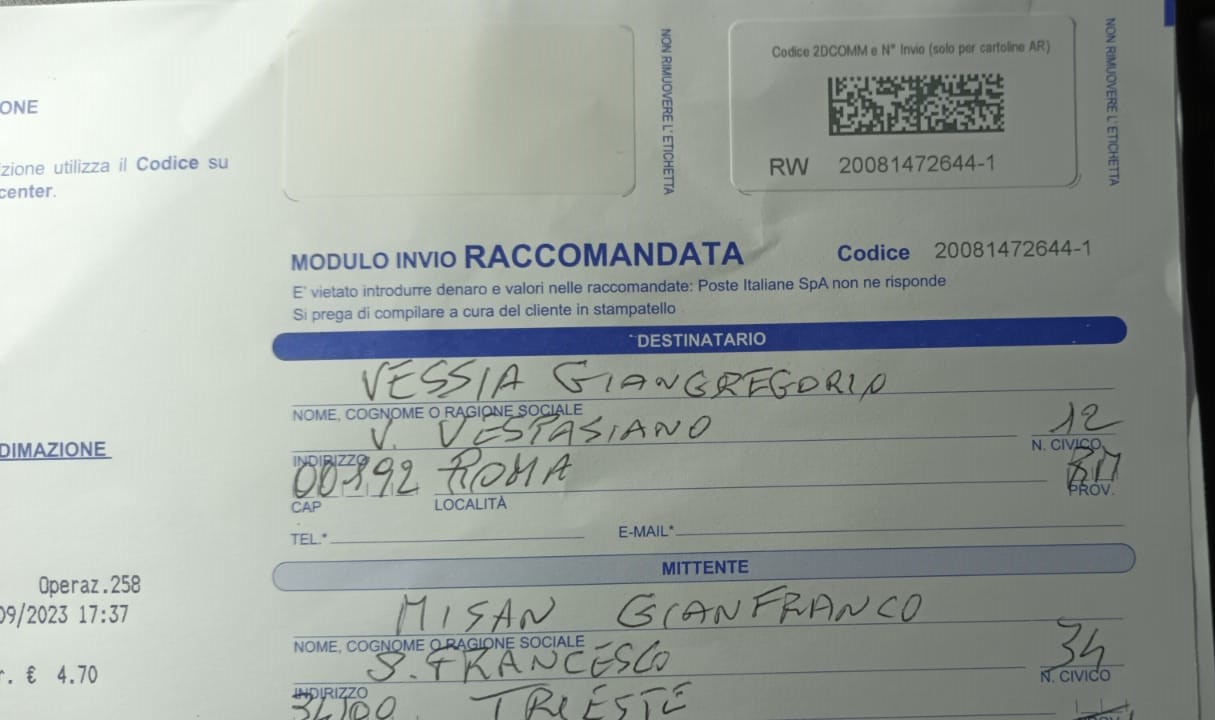 ONE
zione utilizza il Codice su
center.
DIMAZIONE
Operaz.258
09/2023 17:37
r. € 4.70
NON RIMUOVERE L'ETICHETTA
Codice 2DCOMM e N° Invio (solo per cartoline AR)
RW 20081472644-1
NON RIMUOVERE L'ETICHETTA
MODULO INVIO RACCOMANDATA Codice 20081472644-1
E' vietato introdurre denaro e valori nelle raccomandate: Poste Italiane SpA non ne risponde
Si prega di compilare a cura del cliente in stampatello
DESTINATARIO
VESSIA GIANGREGORIO
NOME, COGNOME O RAGIONE SOCIALE
V. VESPASIANO 12
INDIRIZZO N. CIVICO
00192 ROMA RM
CAP LOCALITÀ PROV.
TEL.* E-MAIL*
MITTENTE
MISAN GIANFRANCO
NOME, COGNOME O RAGIONE SOCIALE
S. FRANCESCO 34
INDIRIZZO N. CIVICO
34100 TRIESTE